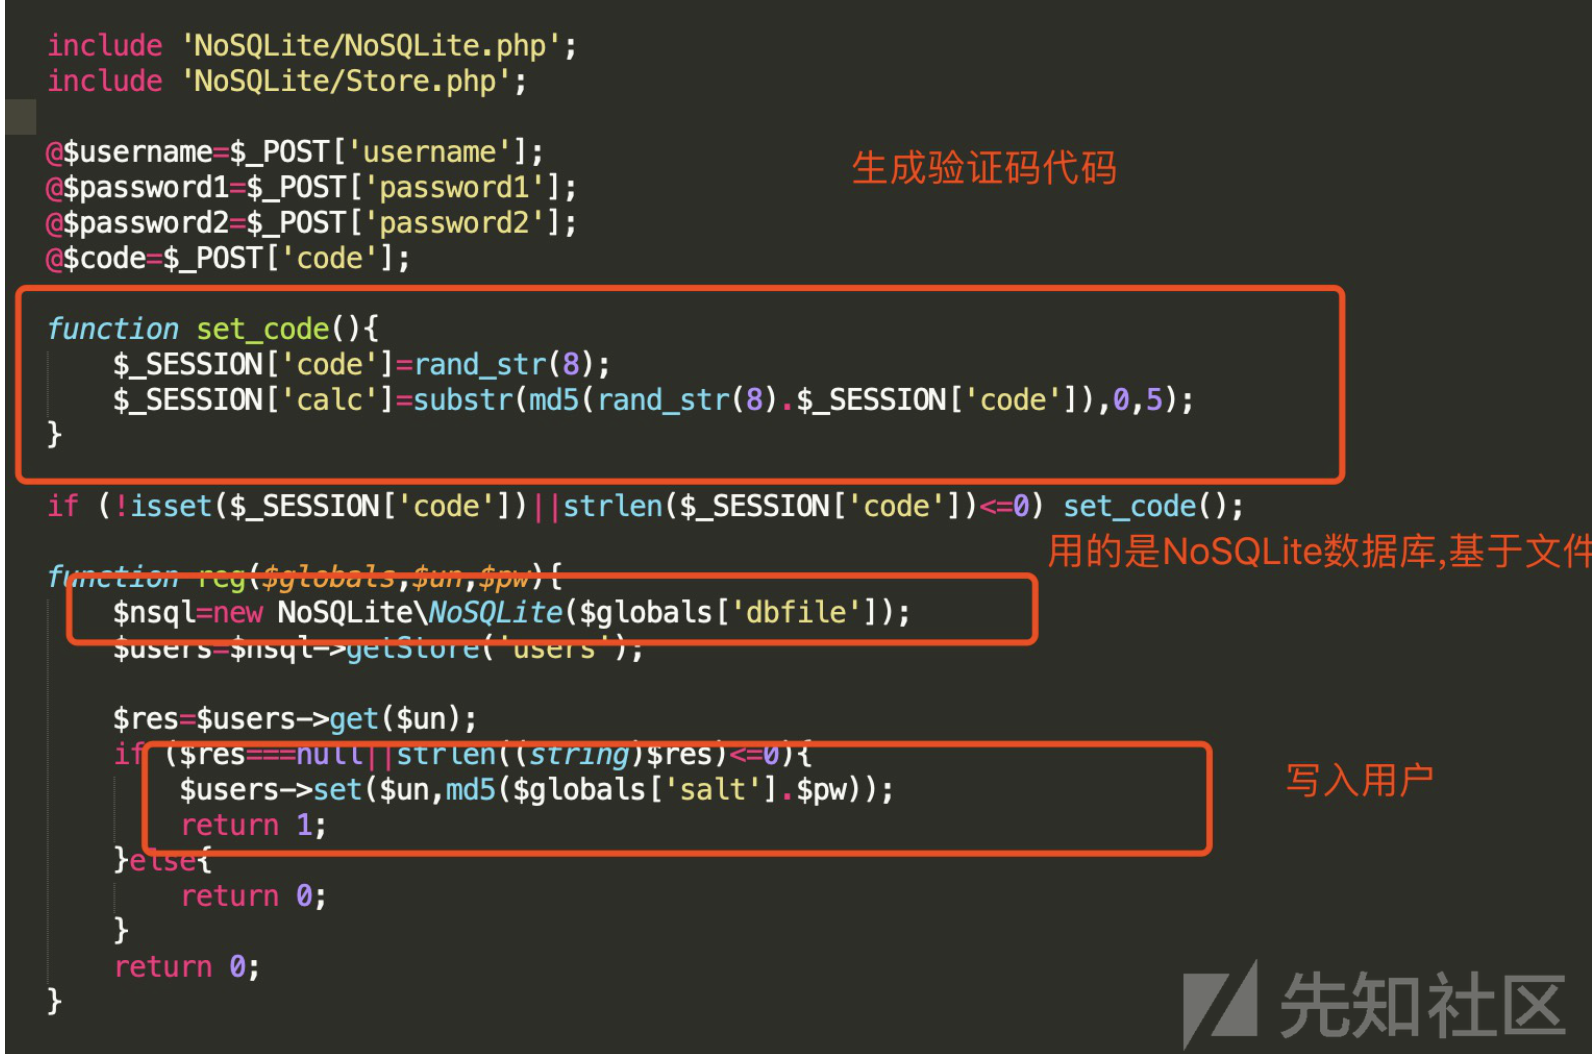 include 'NoSQLite/NoSQLite.php';
include 'NoSQLite/Store.php';
@$username=$_POST['username'];
生成验证码代码
@$password1=$_POST['password1'];
@$password2=$_POST['password2'];
@$code=$_POST['code'];
function set_code(){
$_SESSION['code']=rand_str(8);
$_SESSION['calc']=substr(md5(rand_str(8).$_SESSION['code']),0,5);
}
if (!isset($_SESSION['code'])||strlen($_SESSION['code'])<=0) set_code();
用的是NoSQLite数据库,基于文件
function reg($globals,$un,$pw){
$nsql=new NoSQLite\NoSQLite($globals['dbfile']);
$users=$nsql->getStore('users');
$res=$users->get($un);
if ($res===null||strlen((string)$res)<=0){
$users->set($un,md5($globals['salt'].$pw));
写入用户
return 1;
}else{
return 0;
}
return 0;
}
先知社区